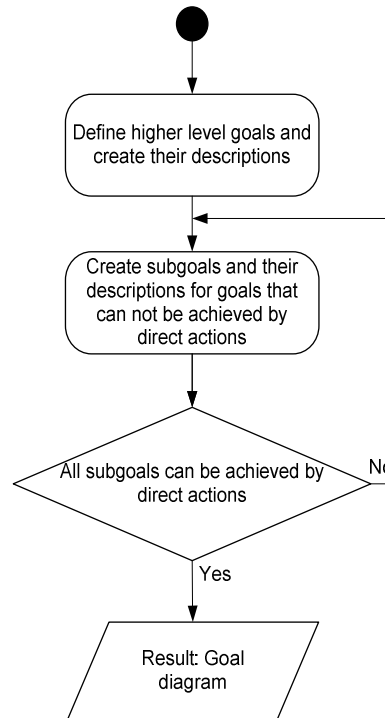 Define higher level goals and
create their descriptions
Create subgoals and their
descriptions for goals that
can not be achieved by
direct actions
All subgoals can be achieved by
direct actions
No
Yes
Result: Goal
diagram